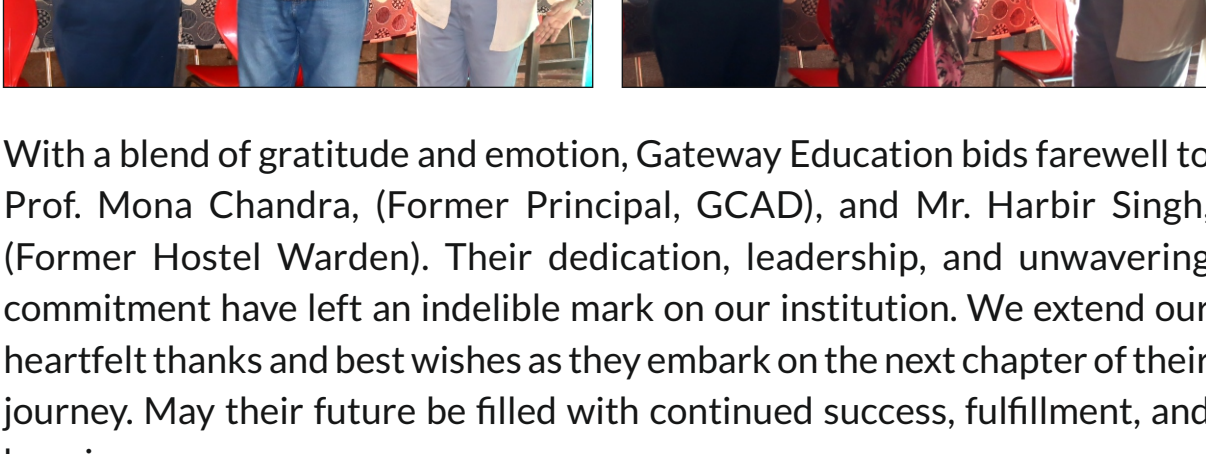 With a blend of gratitude and emotion, Gateway Education bids farewell to
Prof. Mona Chandra, (Former Principal, GCAD), and Mr. Harbir Singh,
(Former Hostel Warden). Their dedication, leadership, and unwavering
commitment have left an indelible mark on our institution. We extend our
heartfelt thanks and best wishes as they embark on the next chapter of their
journey. May their future be filled with continued success, fulfillment, and